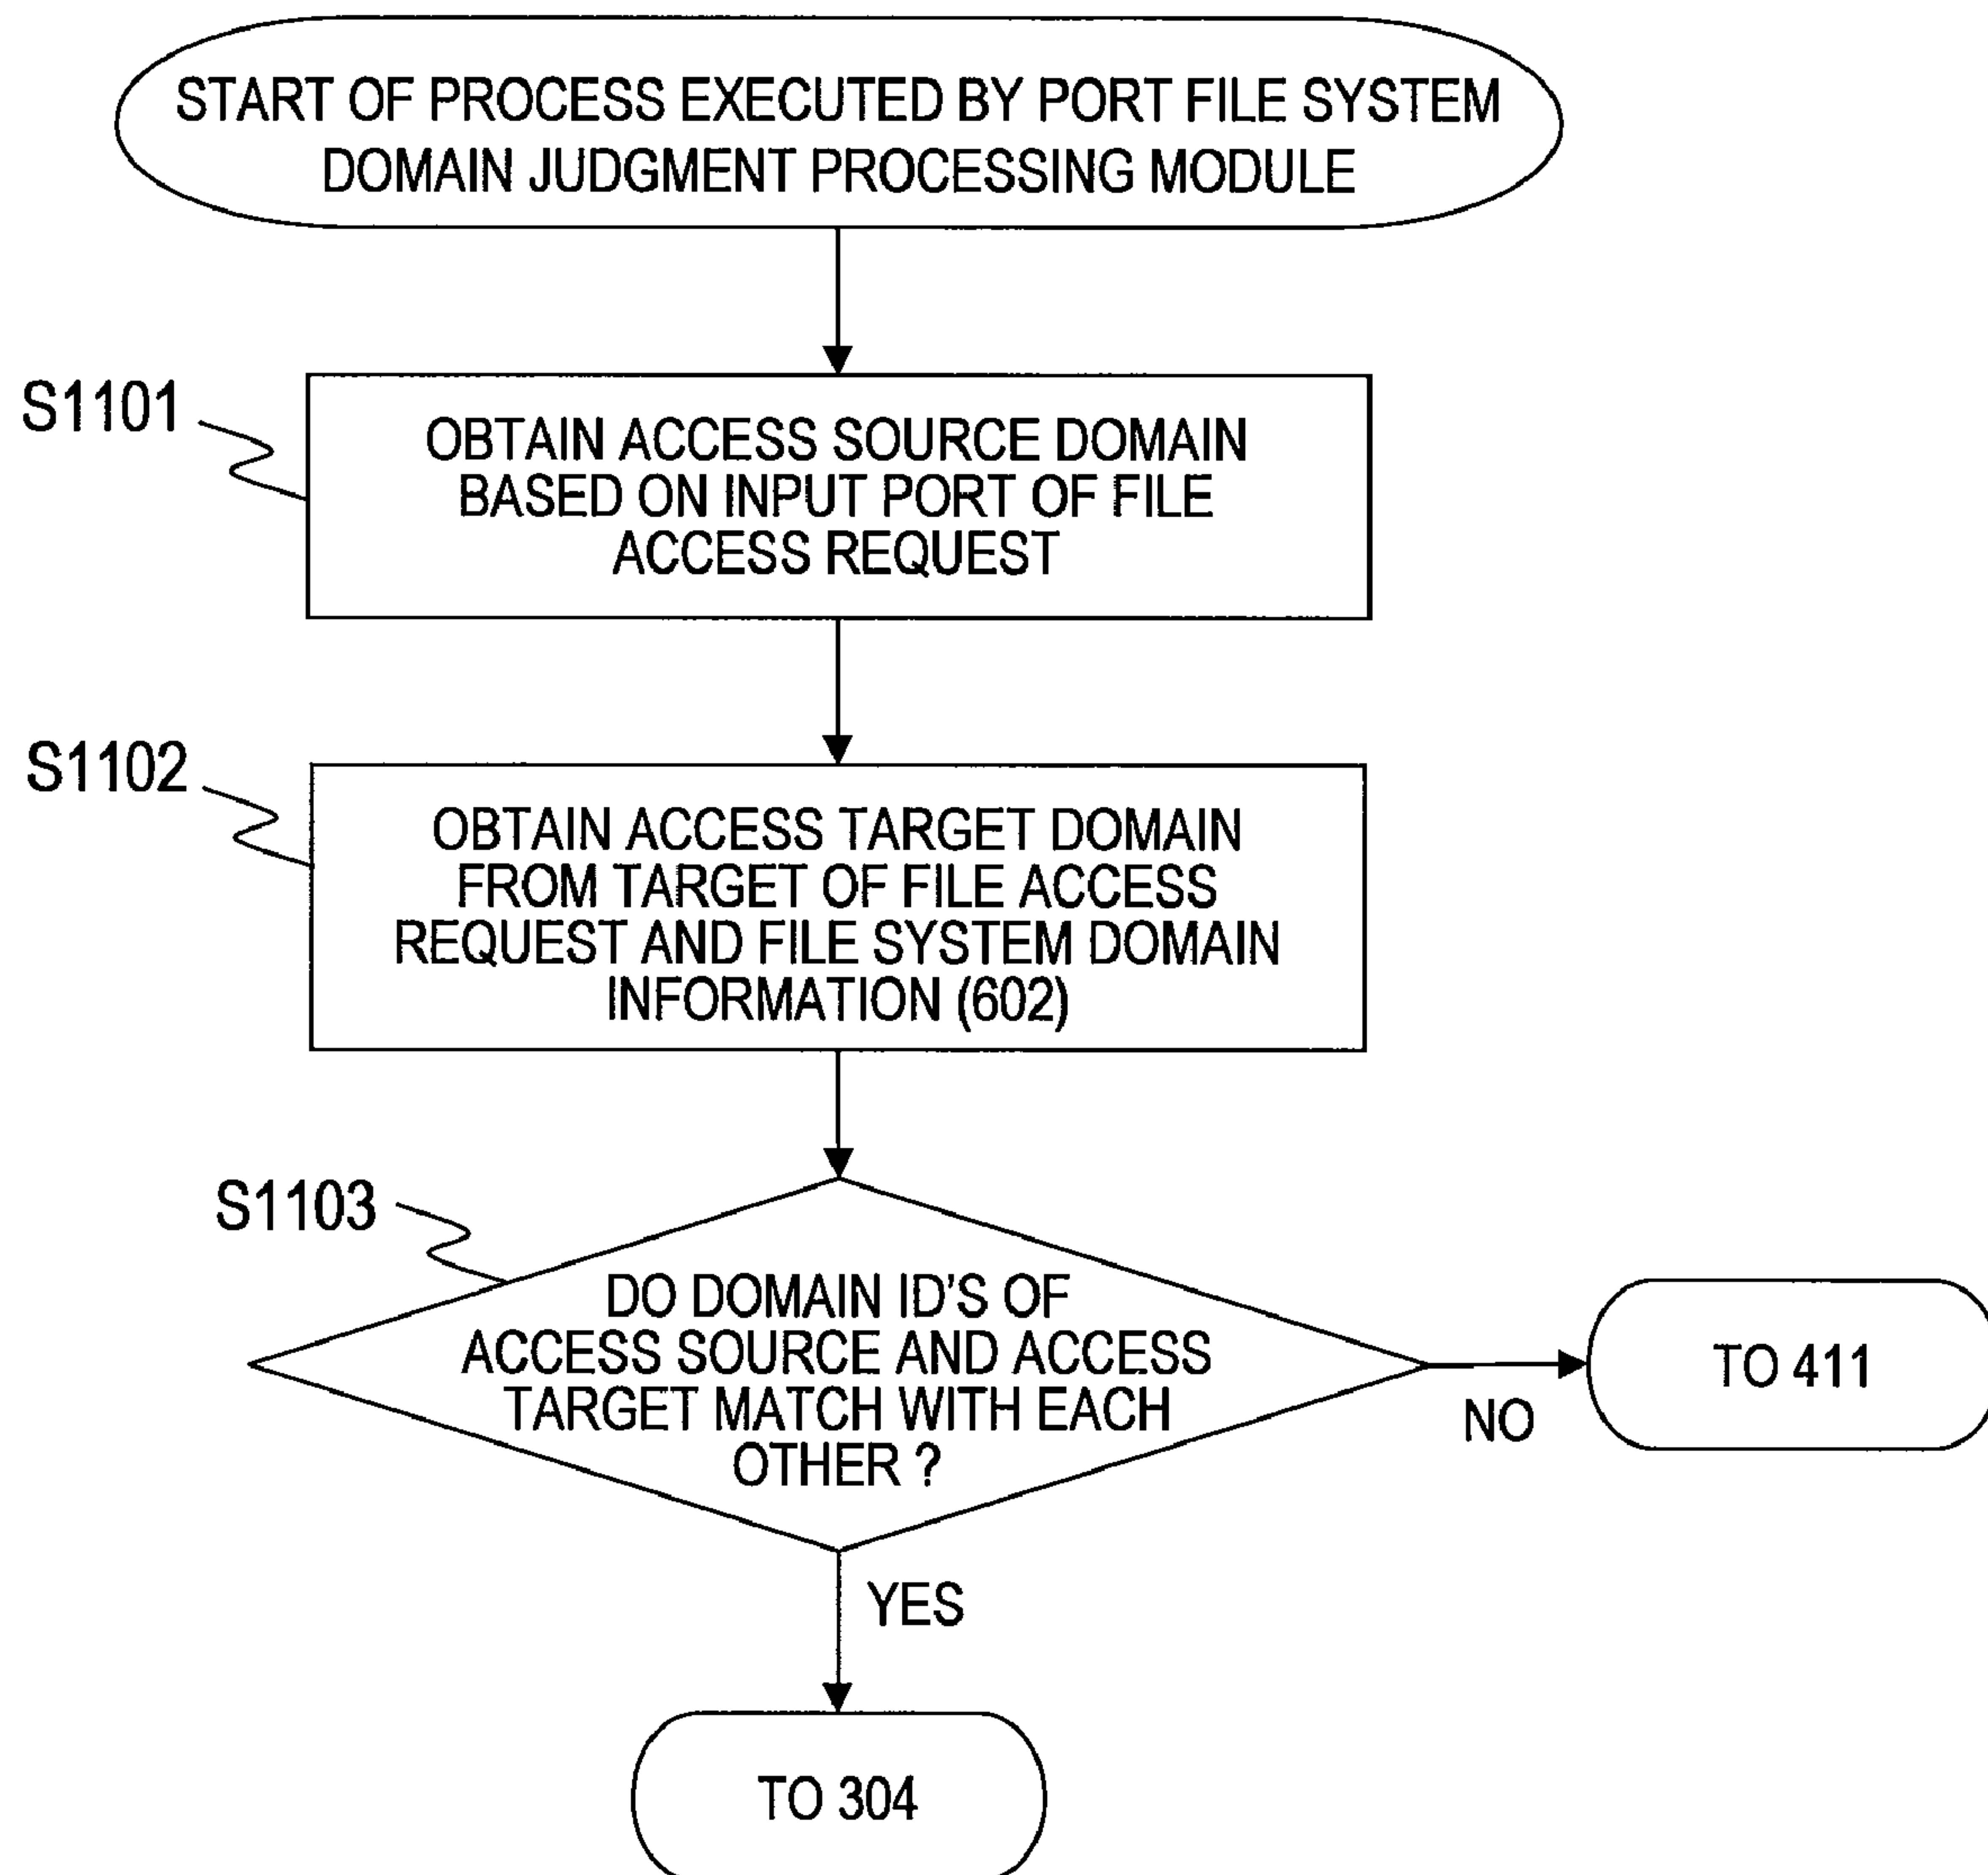 START OF PROCESS EXECUTED BY PORT FILE SYSTEM
DOMAIN JUDGMENT PROCESSING MODULE
S1101
OBTAIN ACCESS SOURCE DOMAIN
BASED ON INPUT PORT OF FILE
ACCESS REQUEST
S1102
OBTAIN ACCESS TARGET DOMAIN
FROM TARGET OF FILE ACCESS
REQUEST AND FILE SYSTEM DOMAIN
INFORMATION (602)
S1103
DO DOMAIN ID'S OF
ACCESS SOURCE AND ACCESS
TARGET MATCH WITH EACH
OTHER ?
NO
TO 411
YES
TO 304